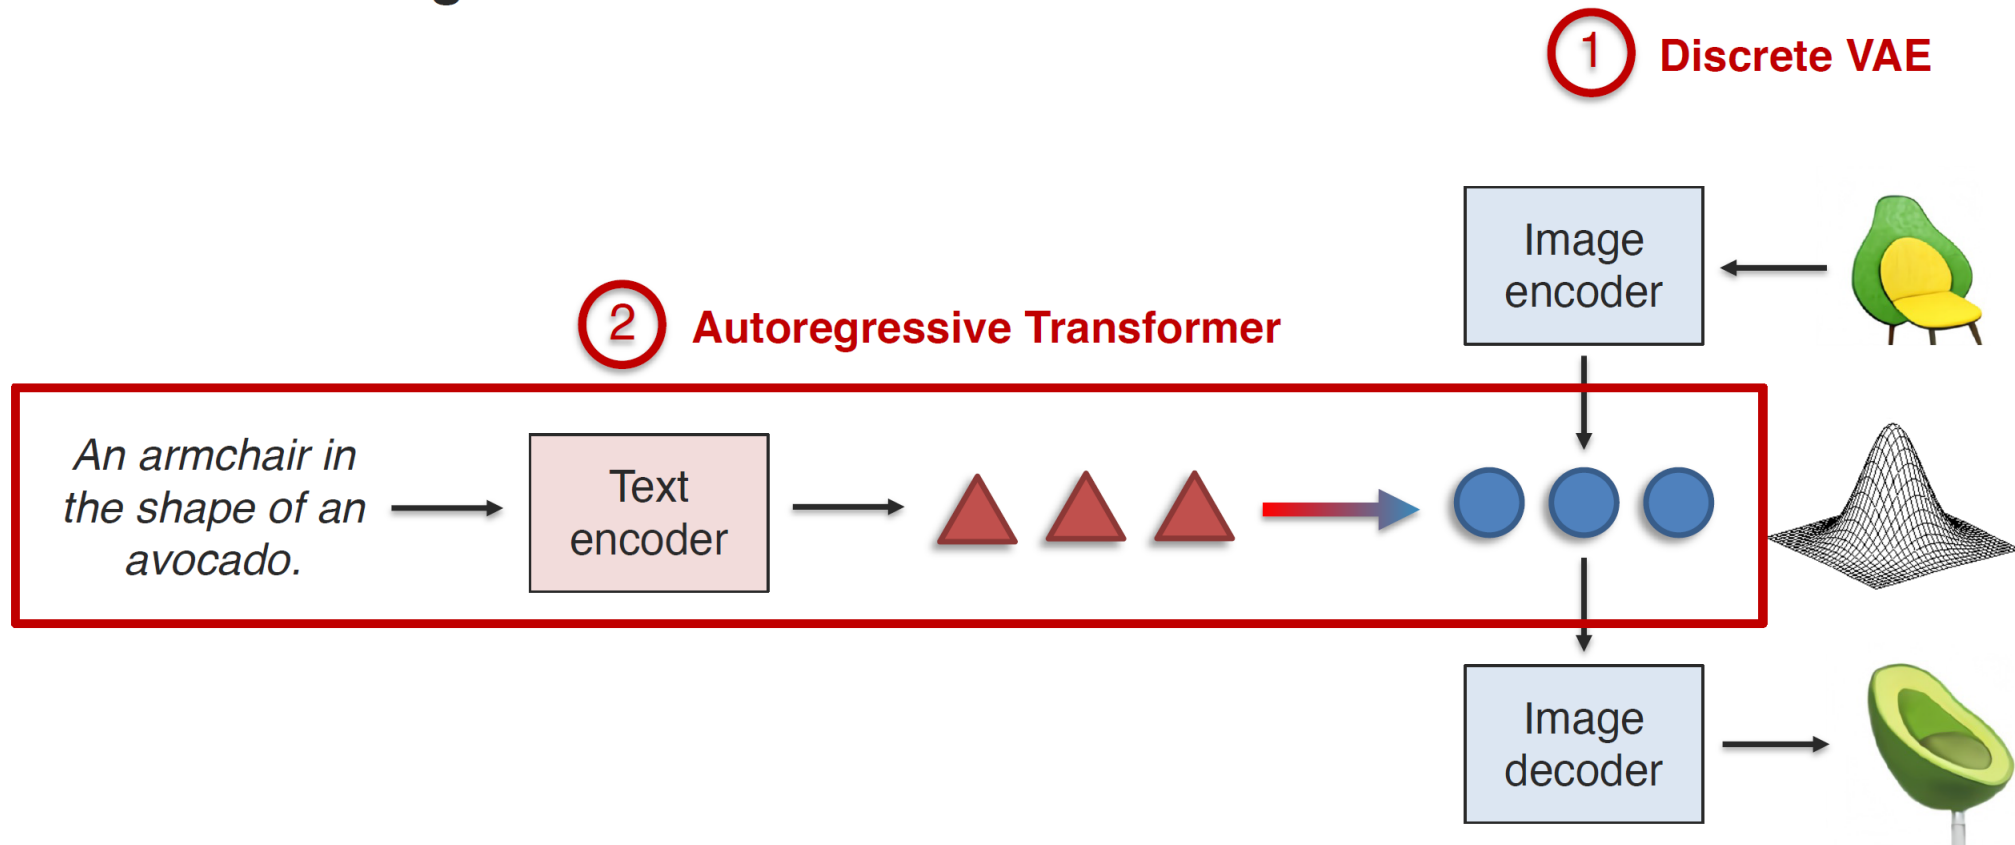 1 Discrete VAE
Image
encoder
2 Autoregressive Transformer
An armchair in
the shape of an
avocado.
Text
encoder
Image
decoder